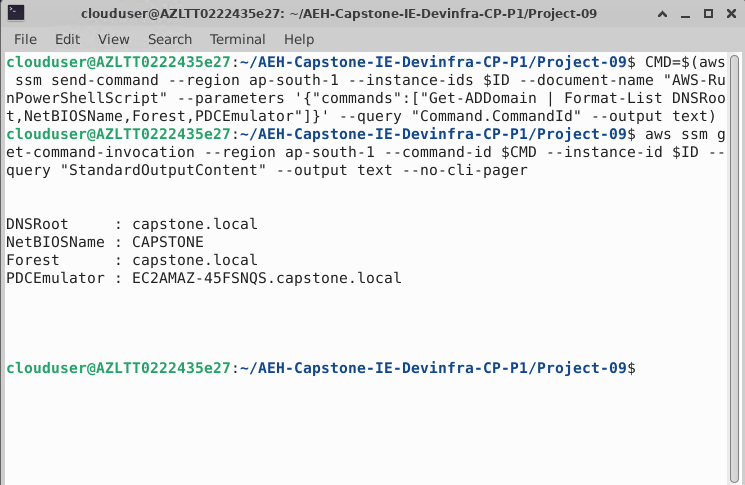 clouduser@AZLTT0222435e27: ~/AEH-Capstone-IE-Devinfra-CP-P1/Project-09
File Edit View Search Terminal Help
clouduser@AZLTT0222435e27:~/AEH-Capstone-IE-Devinfra-CP-P1/Project-09$ CMD=$(aws
 ssm send-command --region ap-south-1 --instance-ids $ID --document-name "AWS-Ru
nPowerShellScript" --parameters '{"commands":["Get-ADDomain | Format-List DNSRoo
t,NetBIOSName,Forest,PDCEmulator"]}' --query "Command.CommandId" --output text)
clouduser@AZLTT0222435e27:~/AEH-Capstone-IE-Devinfra-CP-P1/Project-09$ aws ssm g
et-command-invocation --region ap-south-1 --command-id $CMD --instance-id $ID --
query "StandardOutputContent" --output text --no-cli-pager
DNSRoot     : capstone.local
NetBIOSName : CAPSTONE
Forest      : capstone.local
PDCEmulator : EC2AMAZ-45FSNQS.capstone.local
clouduser@AZLTT0222435e27:~/AEH-Capstone-IE-Devinfra-CP-P1/Project-09$